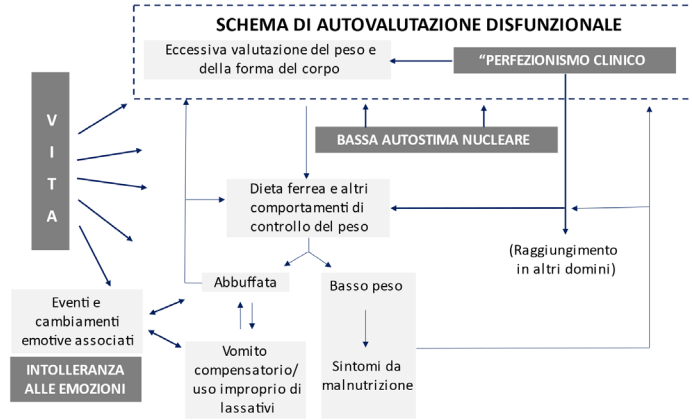 SCHEMA DI AUTOVALUTAZIONE DISFUNZIONALE
Eccessiva valutazione del peso e
della forma del corpo
“PERFEZIONISMO CLINICO
V
I
T
A
BASSA AUTOSTIMA NUCLEARE
Dieta ferrea e altri
comportamenti di
controllo del peso
(Raggiungimento
in altri domini)
Abbuffata
Basso peso
Eventi e
cambiamenti
emotive associati
Vomito
compensatorio/
uso improprio di
lassativi
Sintomi da
malnutrizione
INTOLLERANZA
ALLE EMOZIONI